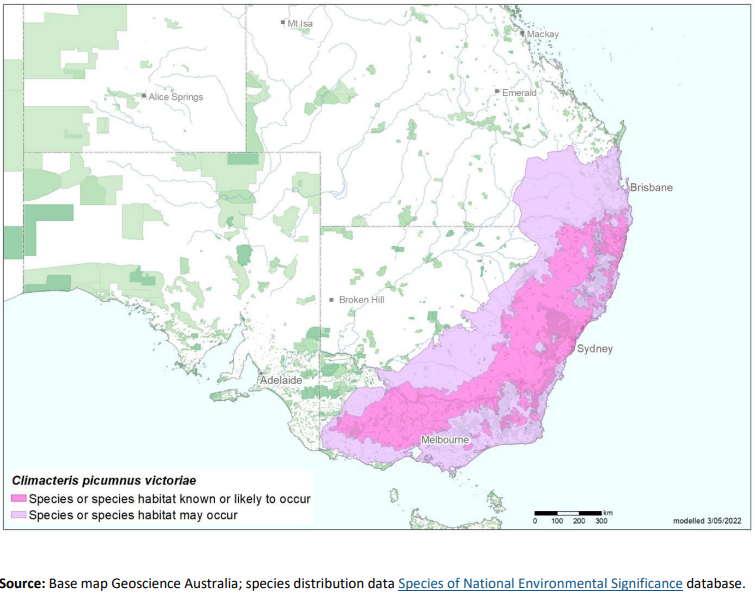 Mt Isa
Mackay
Alice Springs
Emerald
Brisbane
Broken Hill
Sydney
Adelaide
Melbourne
Climacteris picumnus victoriae
Species or species habitat known or likely to occur
Species or species habitat may occur
km
0 100 200 300
modelled 3/05/2022
Source: Base map Geoscience Australia; species distribution data Species of National Environmental Significance database.